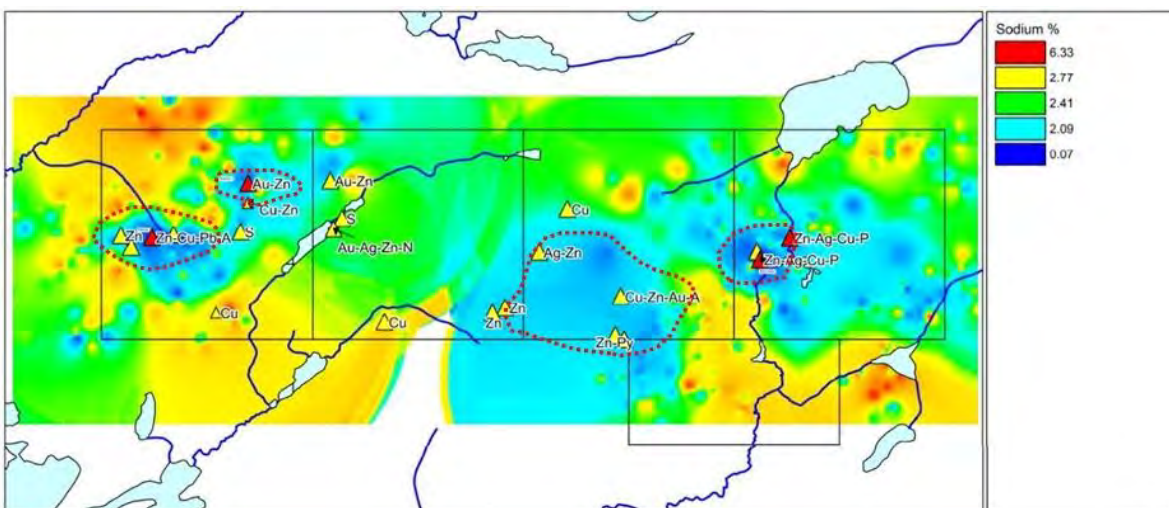 Sodium %
6.33
2.77
2.41
2.09
0.07
Au-Zn
Au-Zn
Cu-Zn
S
Cu
Zn
Zn-Cu-Pb-A
S
Au-Ag-Zn-N
Ag-Zn
Zn-Ag-Cu-P
Zn-Ag-Cu-P
Cu-Zn-Au-A
Cu
Cu
Zn
Zn
Zn-Py